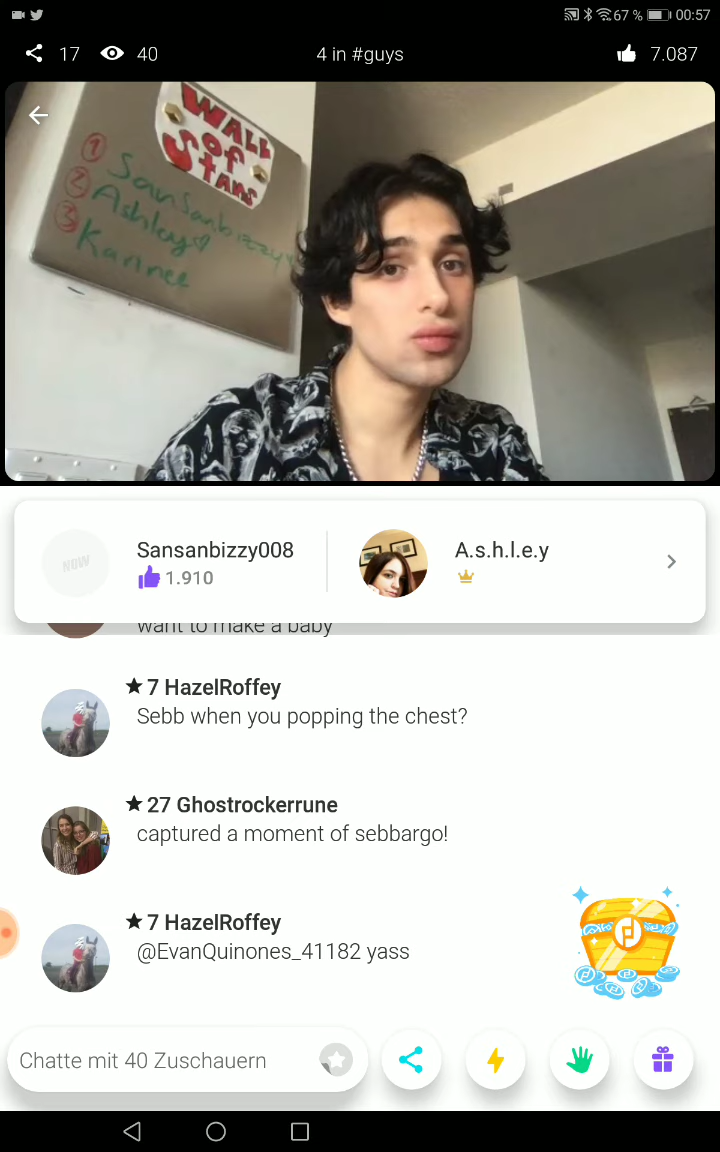 67 % 00:57
17 40 4 in #guys 7.087
WALL
OF
STARS
1 SanSanbizzy
2 Ashley
3 Karinee
NOW
Sansanbizzy008
1.910
A.s.h.l.e.y
want to make a baby
7 HazelRoffey
Sebb when you popping the chest?
27 Ghostrockerrune
captured a moment of sebbargo!
7 HazelRoffey
@EvanQuinones_41182 yass
Chatte mit 40 Zuschauern